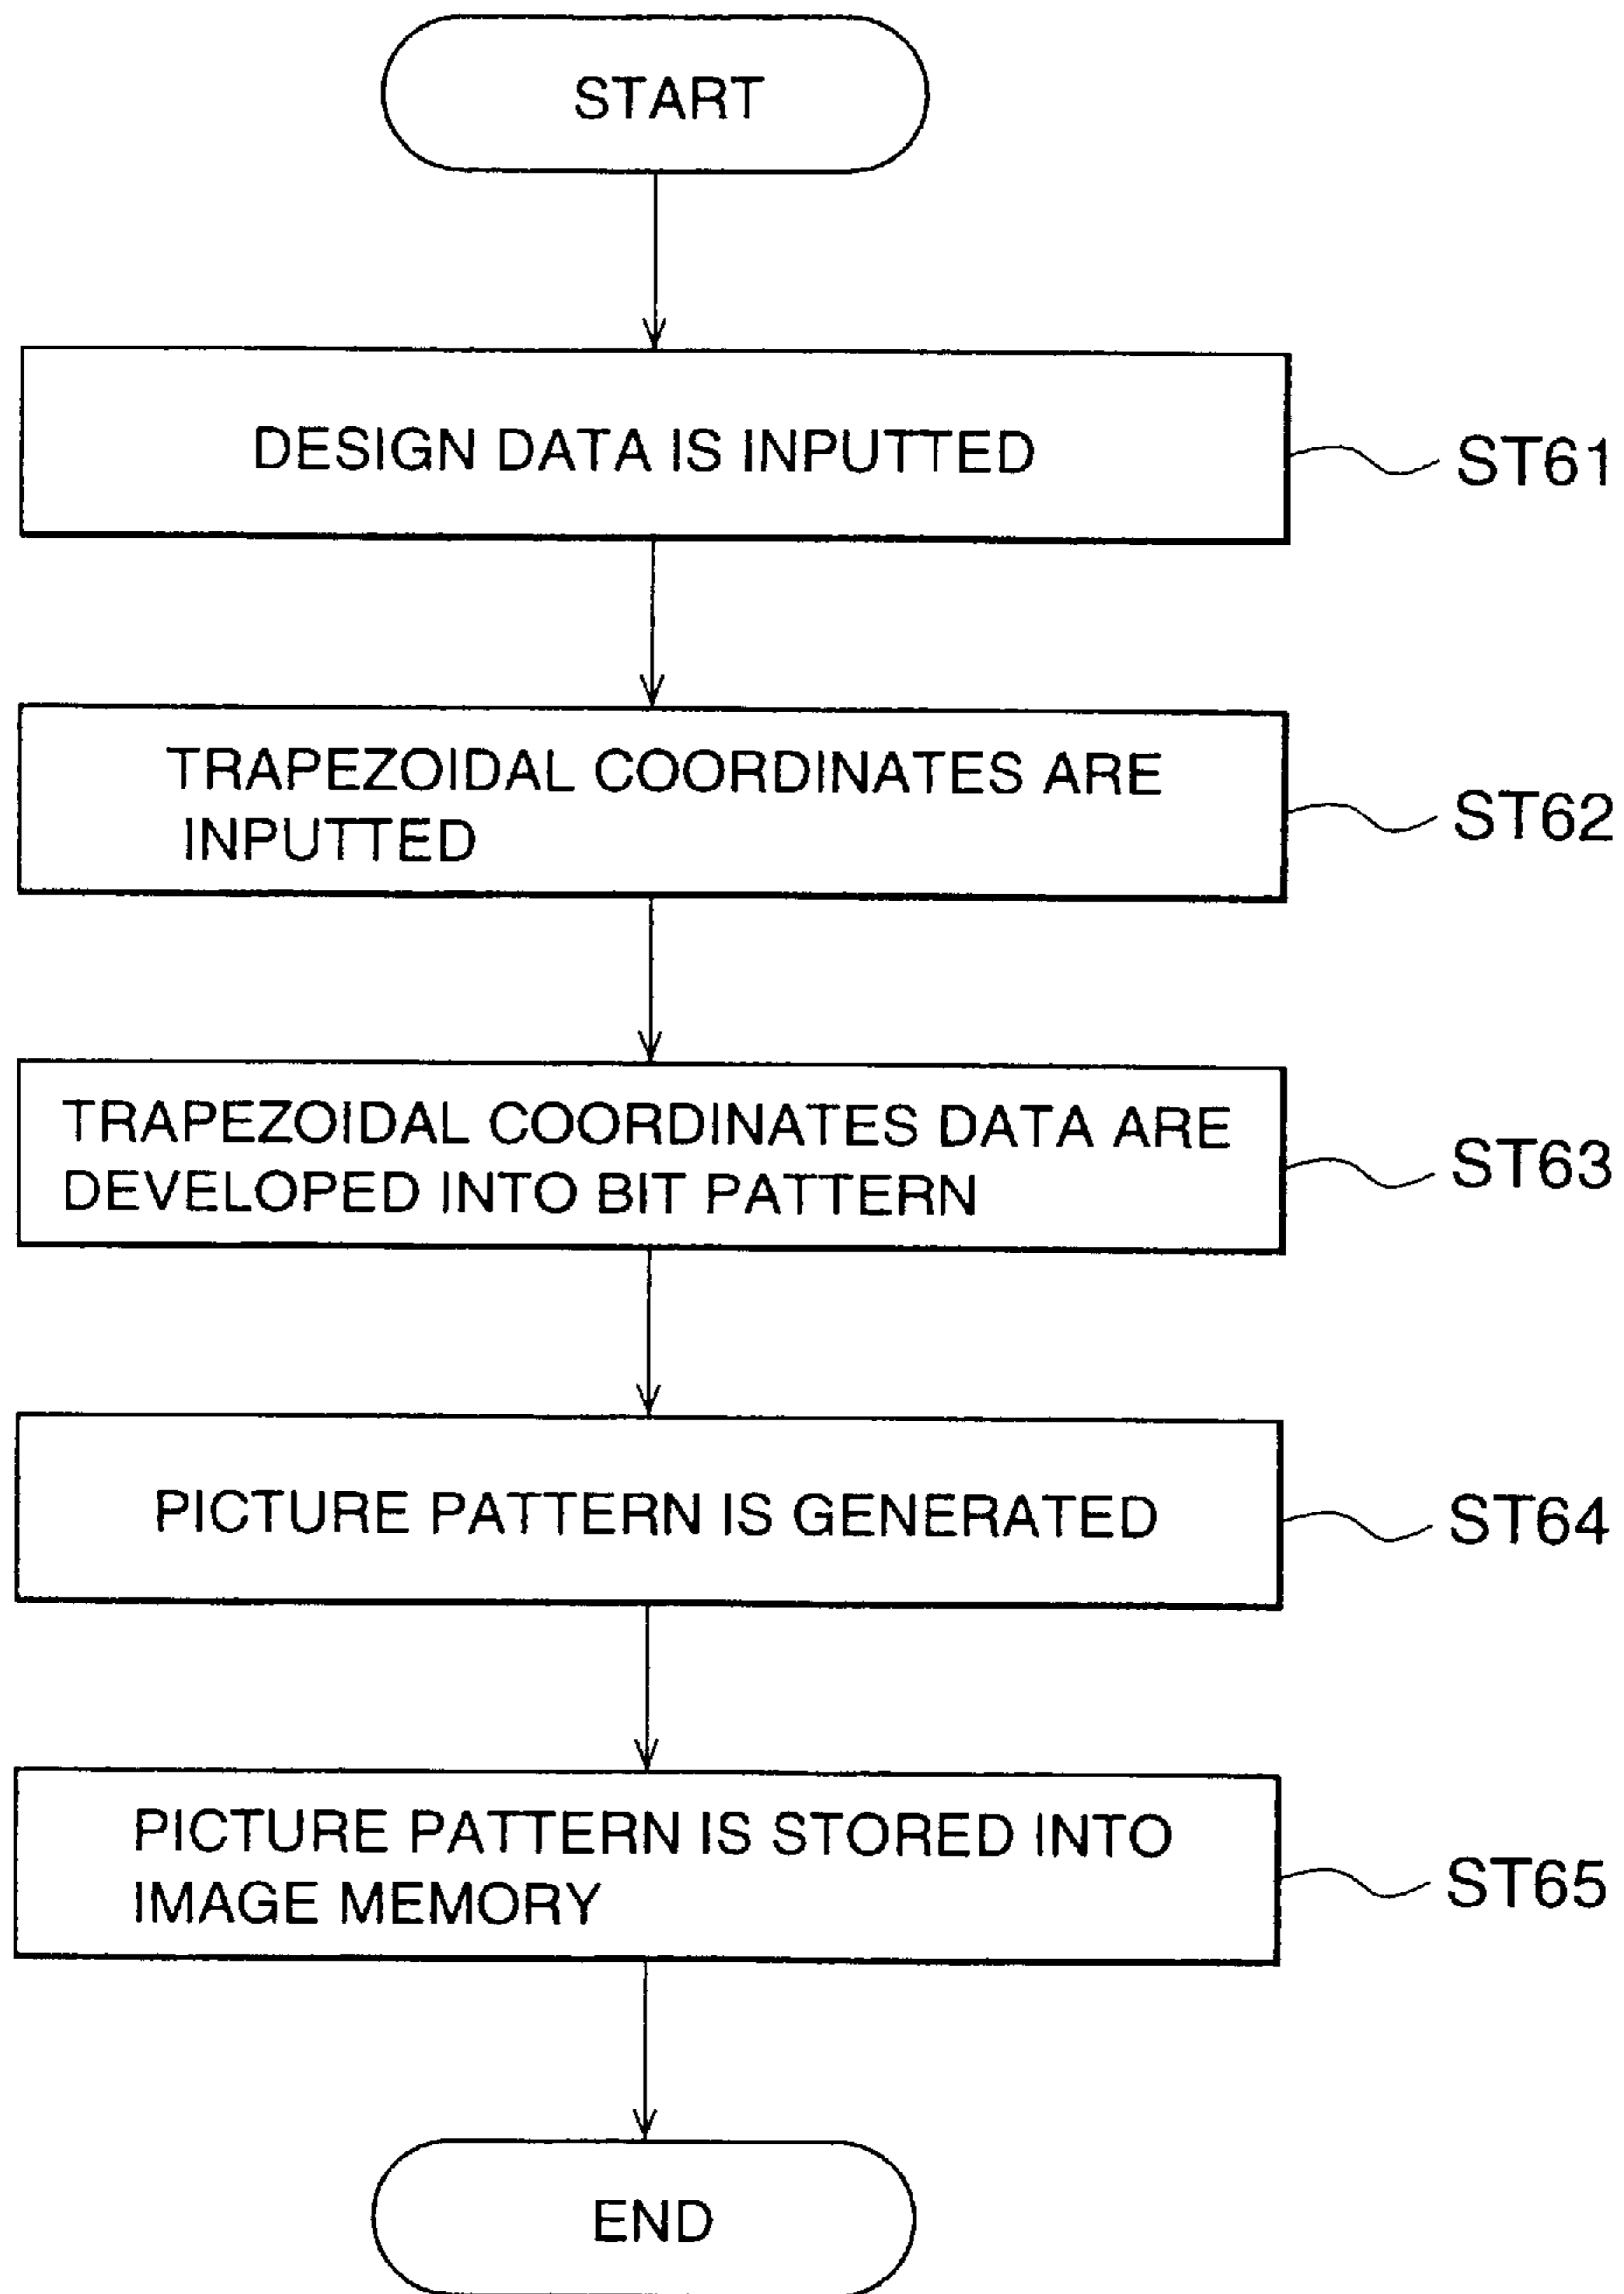 START
DESIGN DATA IS INPUTTED
ST61
TRAPEZOIDAL COORDINATES ARE
INPUTTED
ST62
TRAPEZOIDAL COORDINATES DATA ARE
DEVELOPED INTO BIT PATTERN
ST63
PICTURE PATTERN IS GENERATED
ST64
PICTURE PATTERN IS STORED INTO
IMAGE MEMORY
ST65
END